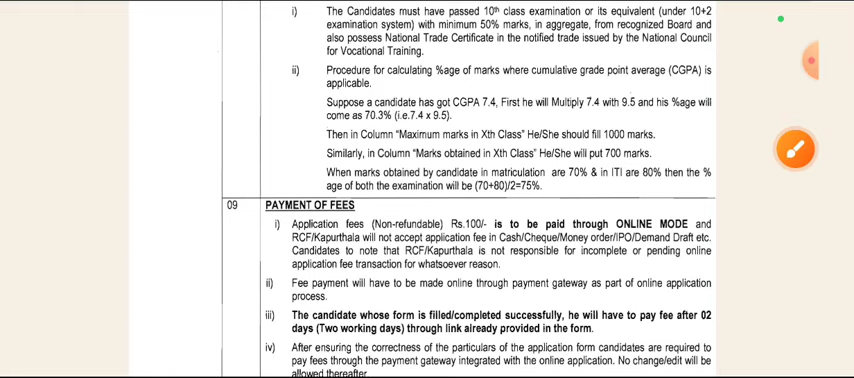 i) The Candidates must have passed 10th class examination or its equivalent (under 10+2
examination system) with minimum 50% marks, in aggregate, from recognized Board and
also possess National Trade Certificate in the notified trade issued by the National Council
for Vocational Training.
ii) Procedure for calculating %age of marks where cumulative grade point average (CGPA) is
applicable.
Suppose a candidate has got CGPA 7.4, First he will Multiply 7.4 with 9.5 and his %age will
come as 70.3% (i.e.7.4 x 9.5).
Then in Column “Maximum marks in Xth Class” He/She should fill 1000 marks.
Similarly, in Column “Marks obtained in Xth Class” He/She will put 700 marks.
When marks obtained by candidate in matriculation are 70% & in ITI are 80% then the %
age of both the examination will be (70+80)/2=75%.
09 PAYMENT OF FEES
i) Application fees (Non-refundable) Rs.100/- is to be paid through ONLINE MODE and
RCF/Kapurthala will not accept application fee in Cash/Cheque/Money order/IPO/Demand Draft etc.
Candidates to note that RCF/Kapurthala is not responsible for incomplete or pending online
application fee transaction for whatsoever reason.
ii) Fee payment will have to be made online through payment gateway as part of online application
process.
iii) The candidate whose form is filled/completed successfully, he will have to pay fee after 02
days (Two working days) through link already provided in the form.
iv) After ensuring the correctness of the particulars of the application form candidates are required to
pay fees through the payment gateway integrated with the online application. No change/edit will be
allowed thereafter.